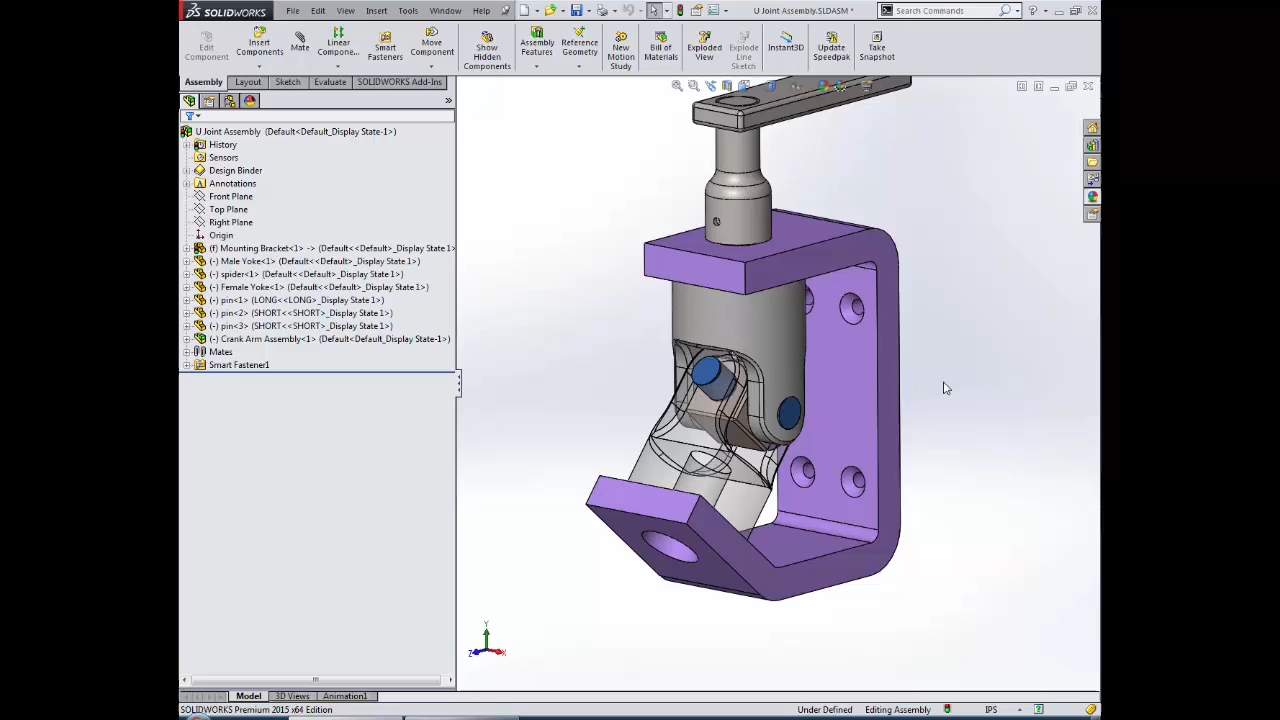 SOLIDWORKS File Edit View Insert Tools Window Help U Joint Assembly.SLDASM * Search Commands
Edit Component
Insert Components
Mate
Linear Compone...
Smart Fasteners
Move Component
Show Hidden Components
Assembly Features
Reference Geometry
New Motion Study
Bill of Materials
Exploded View
Explode Line Sketch
Instant3D
Update Speedpak
Take Snapshot
Assembly Layout Sketch Evaluate SOLIDWORKS Add-Ins
U Joint Assembly (Default<Default_Display State-1>)
History
Sensors
Design Binder
Annotations
Front Plane
Top Plane
Right Plane
Origin
(f) Mounting Bracket<1> -> (Default<<Default>_Display State 1>
(-) Male Yoke<1> (Default<<Default>_Display State 1>)
(-) spider<1> (Default<<Default>_Display State 1>)
(-) Female Yoke<1> (Default<<Default>_Display State 1>)
(-) pin<1> (LONG<<LONG>_Display State 1>)
(-) pin<2> (SHORT<<SHORT>_Display State 1>)
(-) pin<3> (SHORT<<SHORT>_Display State 1>)
(-) Crank Arm Assembly<1> (Default<Default_Display State-1>)
Mates
Smart Fastener1
Y
Z X
Model 3D Views Animation1
SOLIDWORKS Premium 2015 x64 Edition Under Defined Editing Assembly IPS